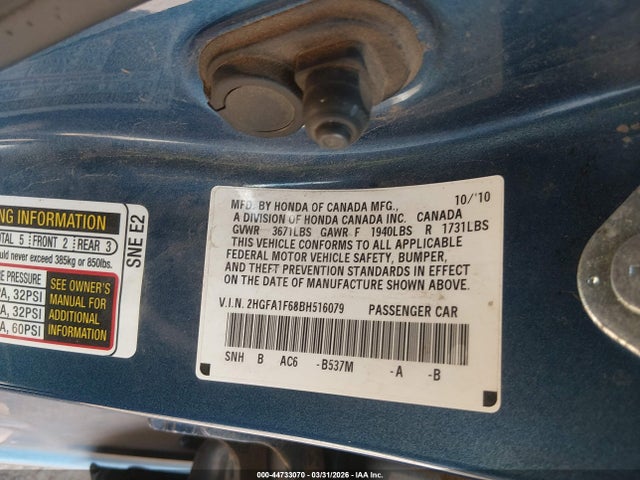 NG INFORMATION
OTAL 5 FRONT 2 REAR 3
ould never exceed 385kg or 850lbs.
E PRESSURE
A, 32PSI
A, 32PSI
A, 60PSI
SEE OWNER'S
MANUAL FOR
ADDITIONAL
INFORMATION
SNE E2
MFD. BY HONDA OF CANADA MFG., 10/'10
A DIVISION OF HONDA CANADA INC. CANADA
GVWR 3671LBS GAWR F 1940LBS R 1731LBS
THIS VEHICLE CONFORMS TO ALL APPLICABLE
FEDERAL MOTOR VEHICLE SAFETY, BUMPER,
AND THEFT PREVENTION STANDARDS IN EFFECT
ON THE DATE OF MANUFACTURE SHOWN ABOVE.
V.I.N. 2HGFA1F68BH516079 PASSENGER CAR
SNH B AC6 -B537M -A -B
000-44733070 - 03/31/2026 - IAA Inc.